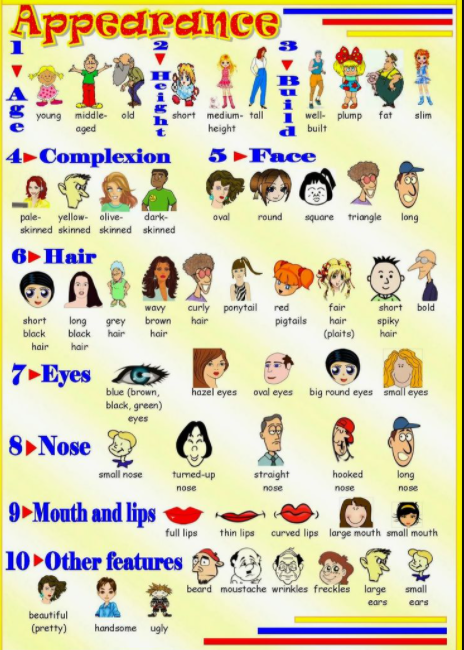 Appearance
1 Age
young middle-aged old
2 Height
short medium-height tall
3 Build
well-built plump fat slim
4 Complexion
pale-skinned yellow-skinned olive-skinned dark-skinned
5 Face
oval round square triangle long
6 Hair
short black hair
long black hair
grey hair
wavy brown hair
curly hair
ponytail
red pigtails
fair hair (plaits)
short spiky hair
bold
7 Eyes
blue (brown, black, green) eyes
hazel eyes
oval eyes
big round eyes
small eyes
8 Nose
small nose
turned-up nose
straight nose
hooked nose
long nose
9 Mouth and lips
full lips
thin lips
curved lips
large mouth
small mouth
10 Other features
beard
moustache
wrinkles
freckles
large ears
small ears
beautiful (pretty)
handsome
ugly